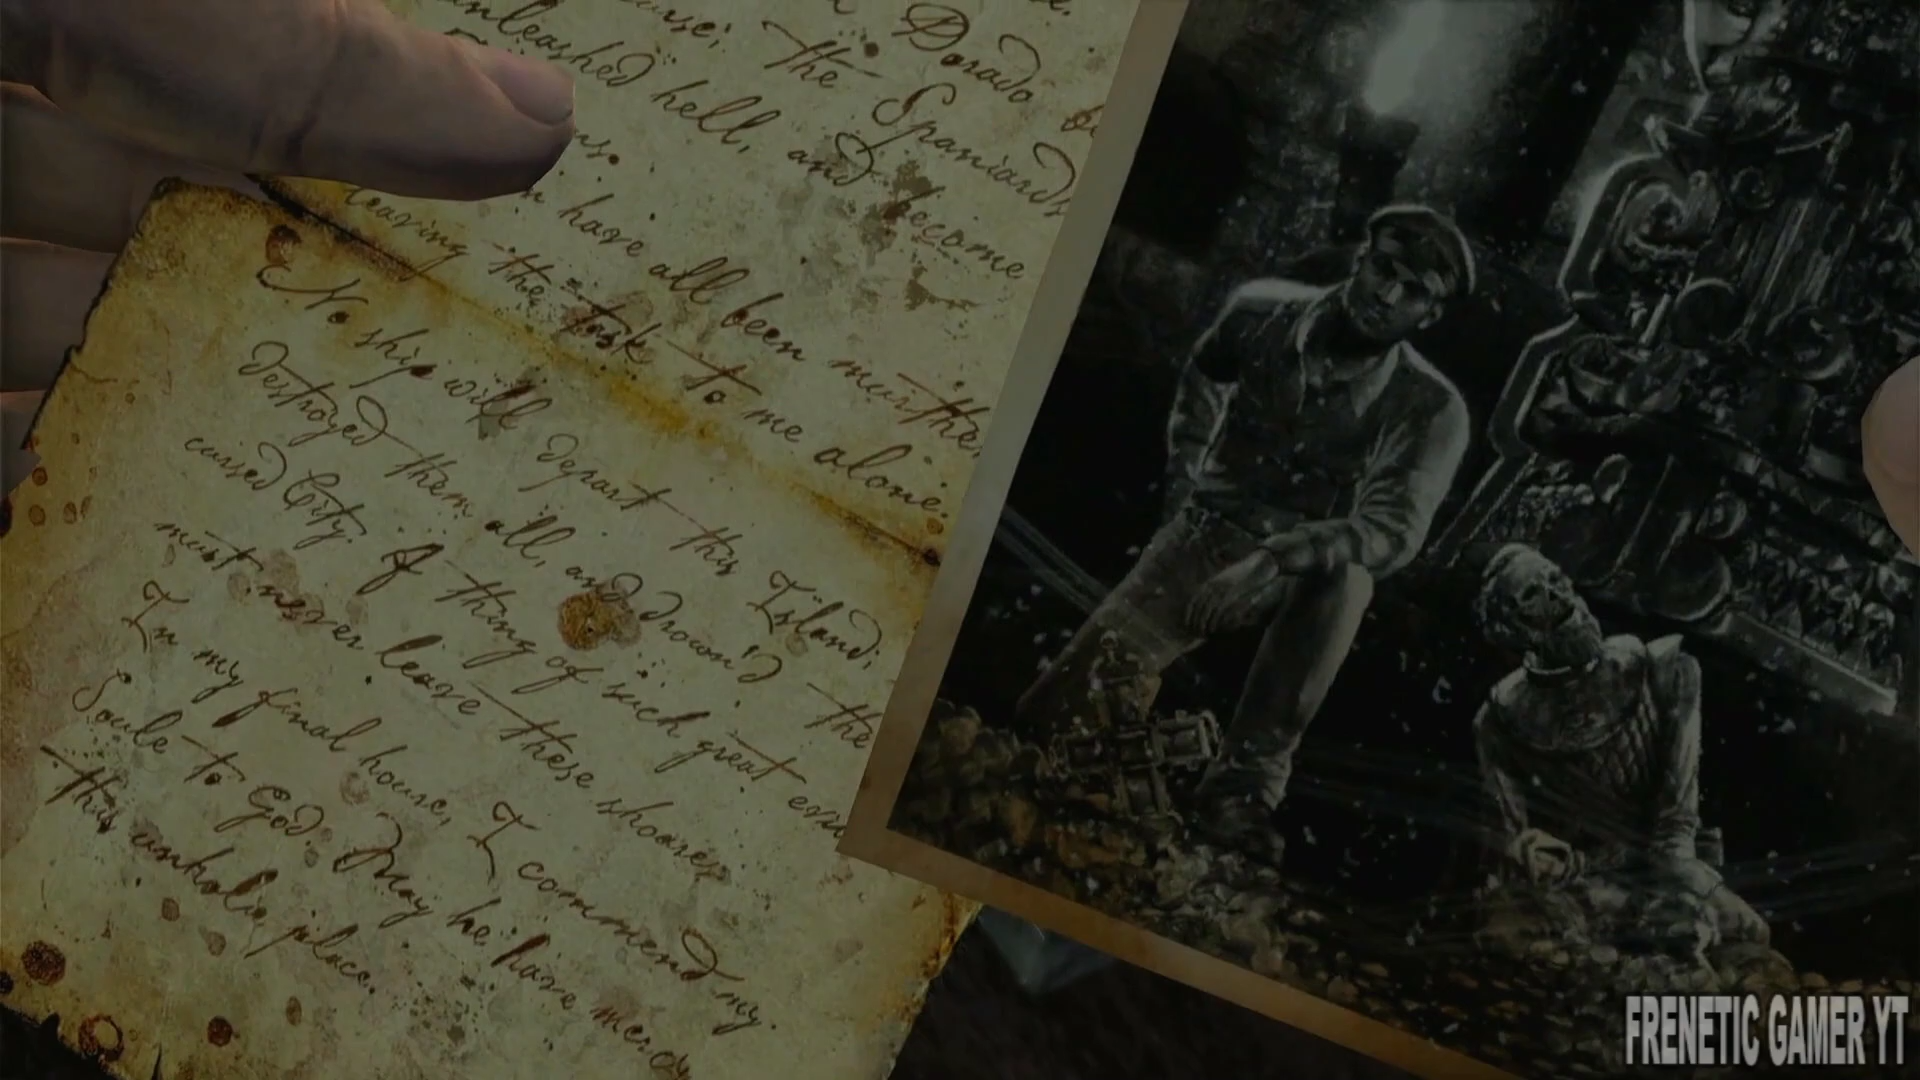 Dorado
curse; the Spaniards
unleashed hell, and become
have all been murther
leaving the task to me alone.
No ship will depart this Island;
destroyed them all, and drown'd the
cursed City. A thing of such great evil
must never leave these shoares
In my final houre, I commend my
Soule to God. May he have mercy
this unholie place.
FRENETIC GAMER YT